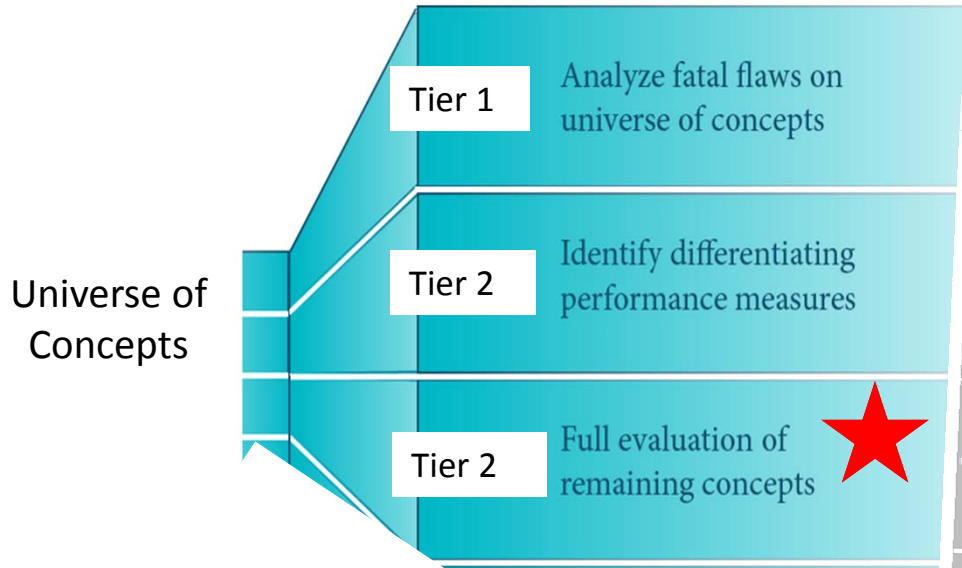 Tier 1
Analyze fatal flaws on
universe of concepts
Universe of
Concepts
Tier 2
Identify differentiating
performance measures
Tier 2
Full evaluation of
remaining concepts